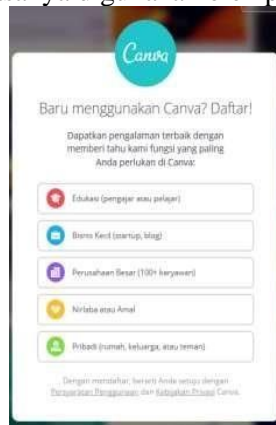 Canva
Baru menggunakan Canva? Daftar!
Dapatkan pengalaman terbaik dengan
memberi tahu kami fungsi yang paling
Anda perlukan di Canva:
Edukasi (pengajar atau pelajar)
Bisnis Kecil (startup, blog)
Perusahaan Besar (100+ karyawan)
Nirlaba atau Amal
Pribadi (rumah, keluarga, atau teman)
Dengan mendaftar, berarti Anda setuju dengan
Persyaratan Penggunaan dan Kebijakan Privasi Canva.